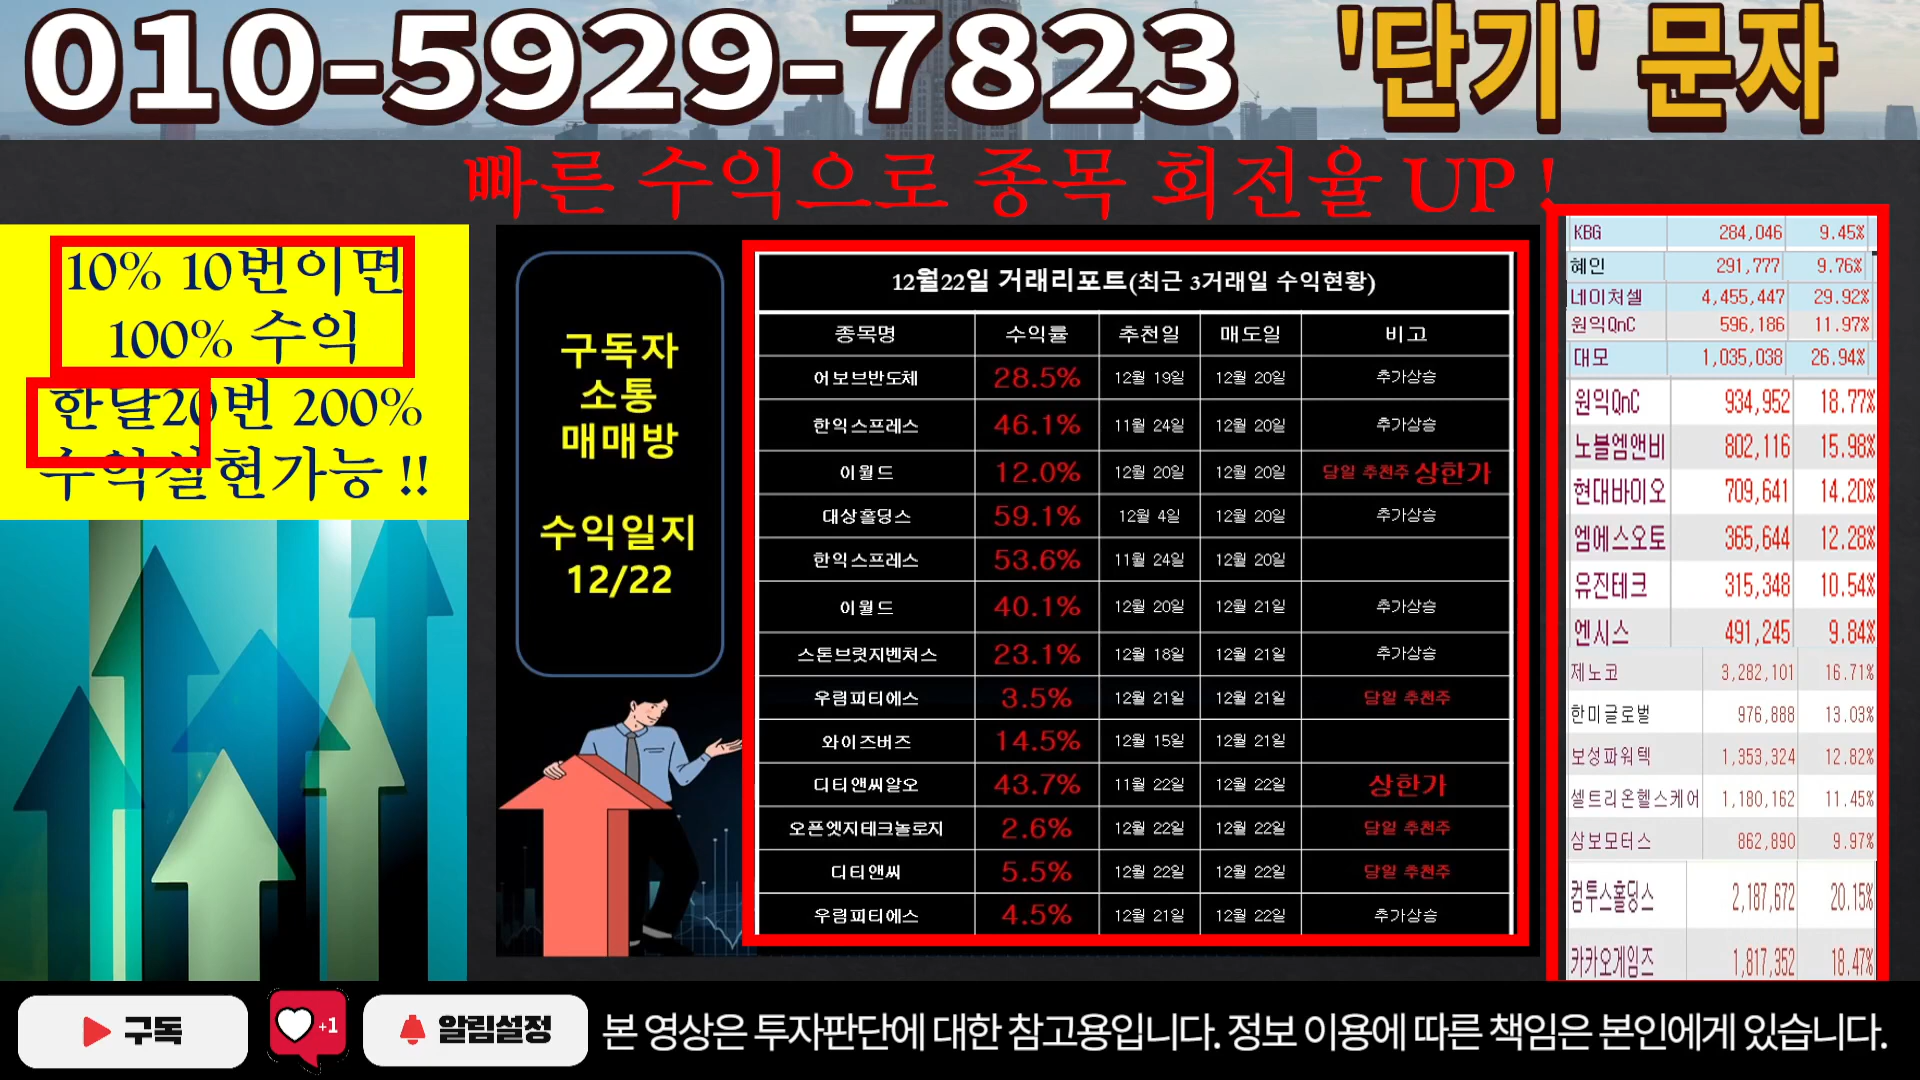 010-5929-7823 '단기' 문자
빠른 수익으로 종목 회전율 UP !
10% 10번이면
100% 수익
한달20번 200%
수익실현가능 !!
구독자
소통
매매방
수익일지
12/22
12월22일 거래리포트(최근 3거래일 수익현황)
종목명 수익률 추천일 매도일 비고
어보브반도체 28.5% 12월 19일 12월 20일 추가상승
한익스프레스 46.1% 11월 24일 12월 20일 추가상승
이월드 12.0% 12월 20일 12월 20일 당일 추천주 상한가
대상홀딩스 59.1% 12월 4일 12월 20일 추가상승
한익스프레스 53.6% 11월 24일 12월 20일
이월드 40.1% 12월 20일 12월 21일 추가상승
스톤브릿지벤처스 23.1% 12월 18일 12월 21일 추가상승
우림피티에스 3.5% 12월 21일 12월 21일 당일 추천주
와이즈버즈 14.5% 12월 15일 12월 21일
디티앤씨알오 43.7% 11월 22일 12월 22일 상한가
오픈엣지테크놀로지 2.6% 12월 22일 12월 22일 당일 추천주
디티앤씨 5.5% 12월 22일 12월 22일 당일 추천주
우림피티에스 4.5% 12월 21일 12월 22일 추가상승
KBG 284,046 9.45%
혜인 291,777 9.76%
네이처셀 4,455,447 29.92%
원익QnC 596,186 11.97%
대모 1,035,038 26.94%
원익QnC 934,952 18.77%
노블엠앤비 802,116 15.98%
현대바이오 709,641 14.20%
엠에스오토 365,644 12.28%
유진테크 315,348 10.54%
엔시스 491,245 9.84%
제노코 3,282,101 16.71%
한미글로벌 976,888 13.03%
보성파워텍 1,353,324 12.82%
셀트리온헬스케어 1,180,162 11.45%
상보모터스 862,890 9.97%
컴투스홀딩스 2,187,672 20.15%
카카오게임즈 1,817,352 18.47%
구독 +1 알림설정 본 영상은 투자판단에 대한 참고용입니다. 정보 이용에 따른 책임은 본인에게 있습니다.